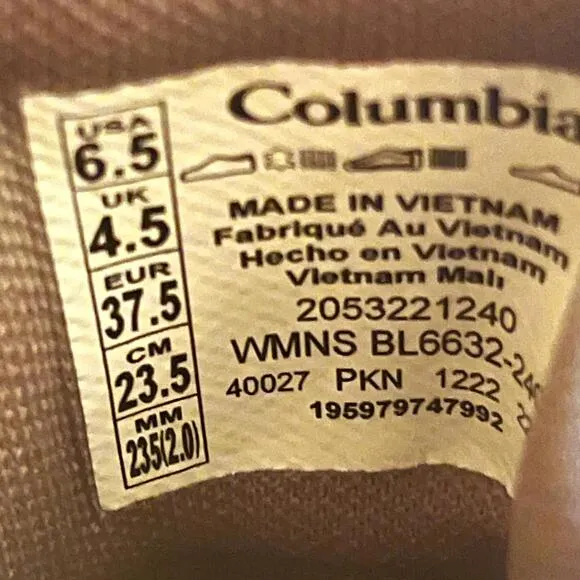 Columbia
USA
6.5
UK
4.5
EUR
37.5
CM
23.5
MM
235(2.0)
MADE IN VIETNAM
Fabriqué Au Vietnam
Hecho en Vietnam
Vietnam Malı
2053221240
WMNS BL6632-24
40027 PKN 1222
195979747992